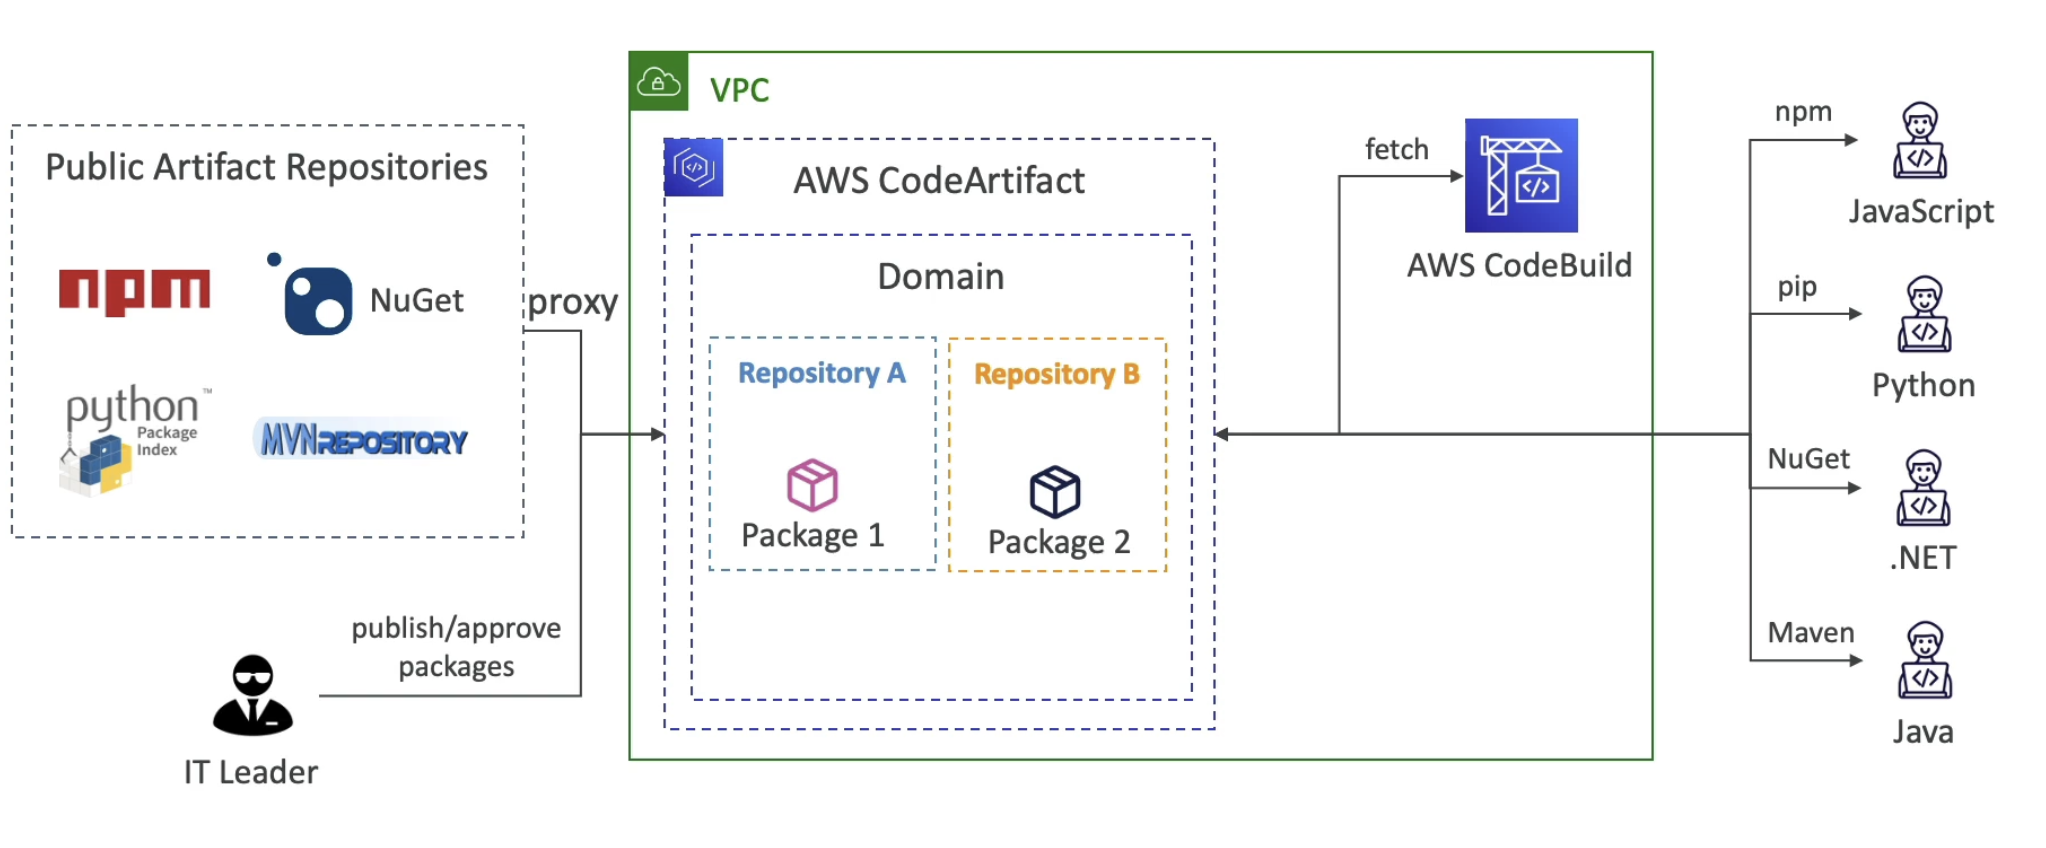 Public Artifact Repositories
npm
NuGet
python™
Package
Index
MVNREPOSITORY
proxy
publish/approve
packages
IT Leader
VPC
AWS CodeArtifact
Domain
Repository A
Package 1
Repository B
Package 2
fetch
AWS CodeBuild
npm
JavaScript
pip
Python
NuGet
.NET
Maven
Java